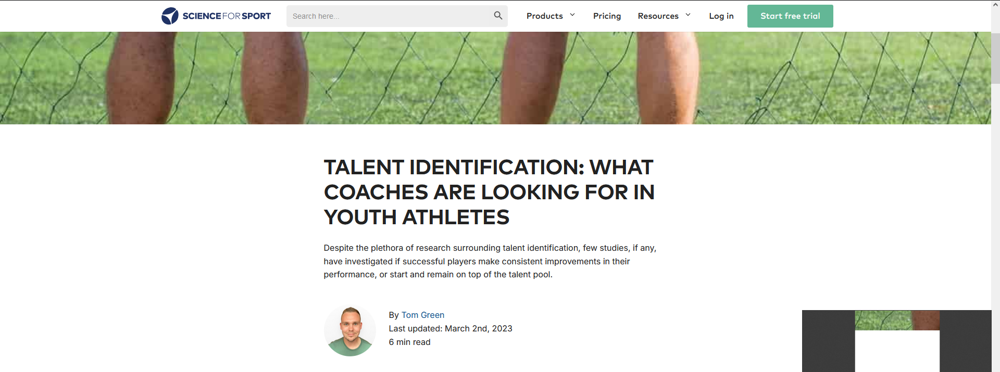 SCIENCEFORSPORT
Search here...
Products
Pricing
Resources
Log in
Start free trial
TALENT IDENTIFICATION: WHAT
COACHES ARE LOOKING FOR IN
YOUTH ATHLETES
Despite the plethora of research surrounding talent identification, few studies, if any,
have investigated if successful players make consistent improvements in their
performance, or start and remain on top of the talent pool.
By Tom Green
Last updated: March 2nd, 2023
6 min read